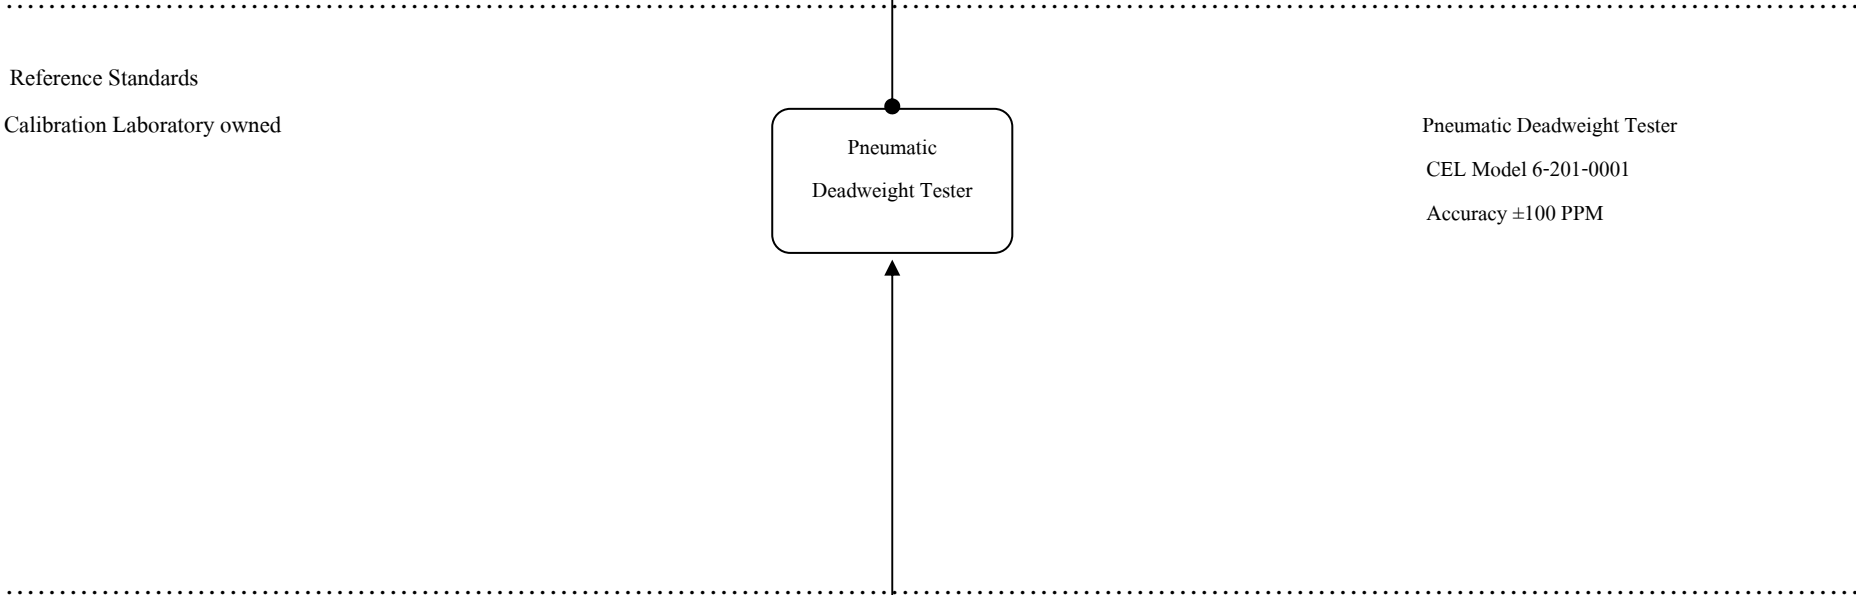 Reference Standards
Calibration Laboratory owned
Pneumatic
Deadweight Tester
Pneumatic Deadweight Tester
CEL Model 6-201-0001
Accuracy ±100 PPM